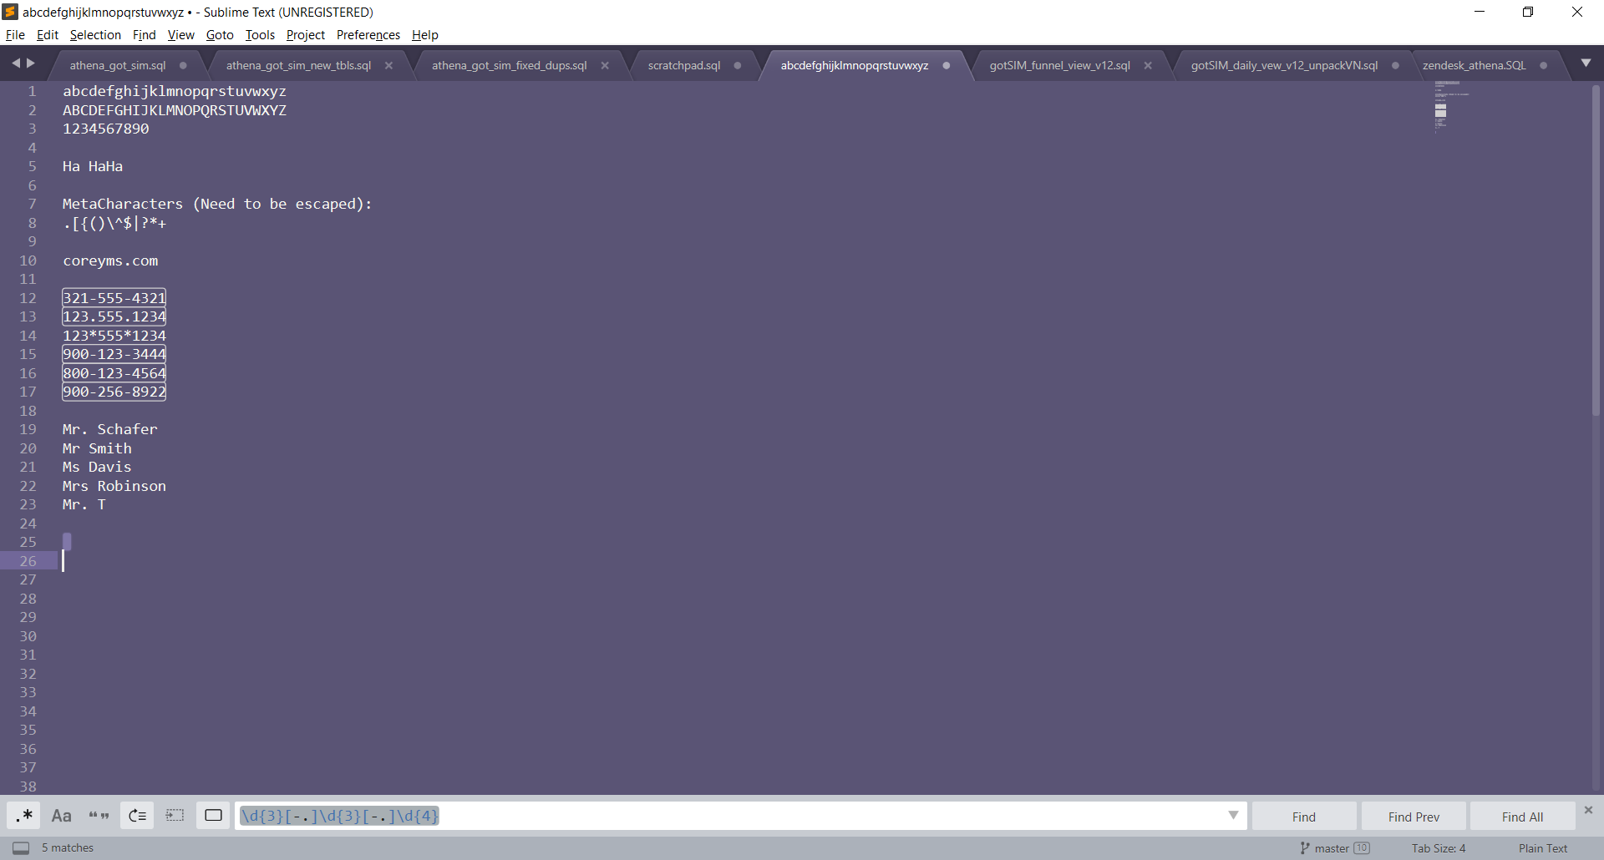 abcdefghijklmnopqrstuvwxyz • - Sublime Text (UNREGISTERED)
File Edit Selection Find View Goto Tools Project Preferences Help
athena_got_sim.sql athena_got_sim_new_tbls.sql athena_got_sim_fixed_dups.sql scratchpad.sql abcdefghijklmnopqrstuvwxyz gotSIM_funnel_view_v12.sql gotSIM_daily_vew_v12_unpackVN.sql zendesk_athena.SQL
1 abcdefghijklmnopqrstuvwxyz
2 ABCDEFGHIJKLMNOPQRSTUVWXYZ
3 1234567890
4
5 Ha HaHa
6
7 MetaCharacters (Need to be escaped):
8 .[{()\^$|?*+
9
10 coreyms.com
11
12 321-555-4321
13 123.555.1234
14 123*555*1234
15 900-123-3444
16 800-123-4564
17 900-256-8922
18
19 Mr. Schafer
20 Mr Smith
21 Ms Davis
22 Mrs Robinson
23 Mr. T
24
25
26
27
28
29
30
31
32
33
34
35
36
37
38
.* Aa “” \d{3}[-.]\d{3}[-.]\d{4} Find Find Prev Find All
5 matches master 10 Tab Size: 4 Plain Text